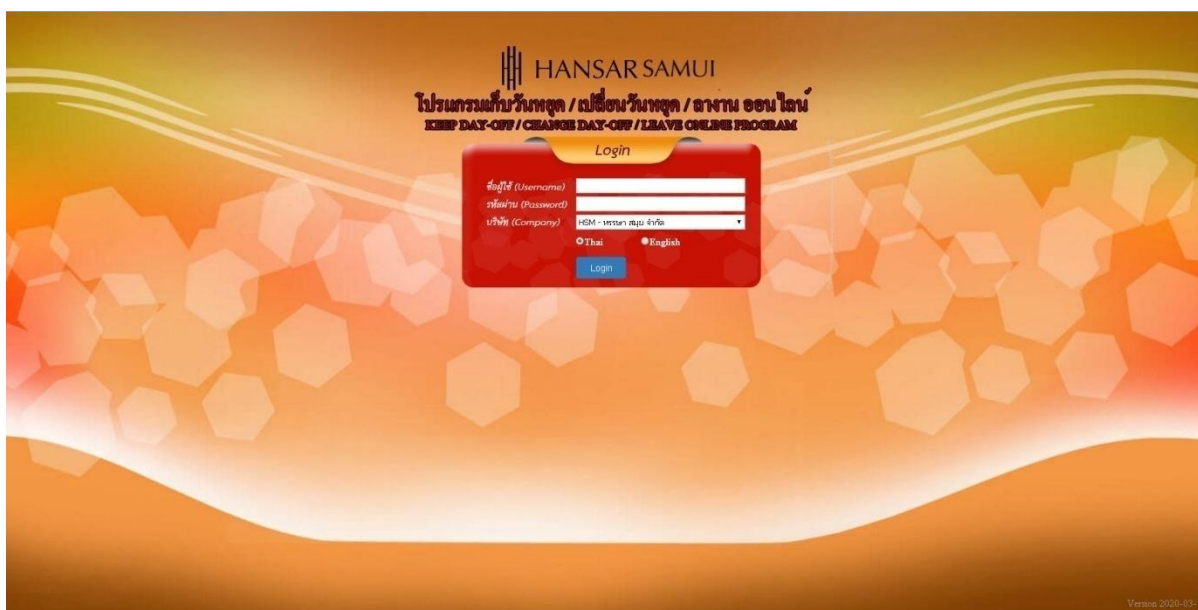 HANSAR SAMUI
โปรแกรมเก็บวันหยุด / เปลี่ยนวันหยุด / ลางาน ออนไลน์
KEEP DAY-OFF / CHANGE DAY-OFF / LEAVE ONLINE PROGRAM
Login
ชื่อผู้ใช้ (Username)
รหัสผ่าน (Password)
บริษัท (Company) HSM - หรรษา สมุย จำกัด
Thai English
Login
Version 2020-03-